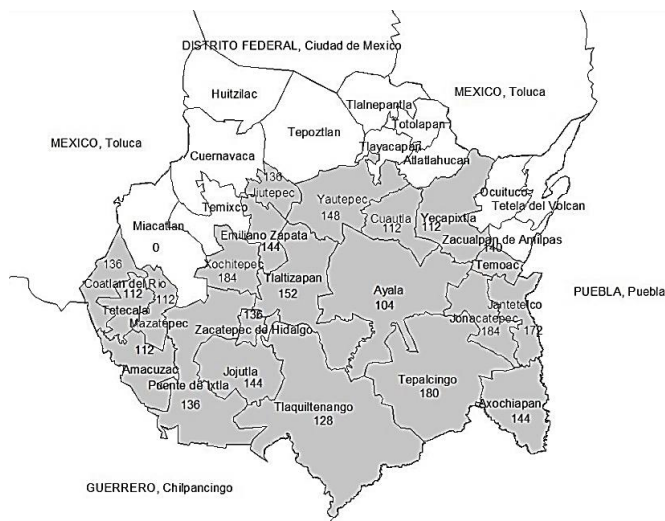 DISTRITO FEDERAL, Ciudad de Mexico
Huitzilac
Tlalnepantla
MEXICO, Toluca
Totolapan
Tepoztlan
MEXICO, Toluca
Tlayacapan
Cuernavaca
Atlatlahucan
136
Jiutepec
Yautepec
148
Ocuituco
Temixco
Tetela del Volcan
Cuautla
112
Yecapixtla
112
Miacatlan
0
Emiliano Zapata
144
Zacualpan de Amilpas
140
136
Xochitepec
184
Temoac
Coatlan del Rio
112
112
Tlaltizapan
152
Ayala
104
PUEBLA, Puebla
Tetecala
Jantetelco
172
Mazatepec
112
136
Zacatepec de Hidalgo
Jonacatepec
184
Amacuzac
Puente de Ixtla
136
Jojutla
144
Tepalcingo
180
Tlaquiltenango
128
Axochiapan
144
GUERRERO, Chilpancingo